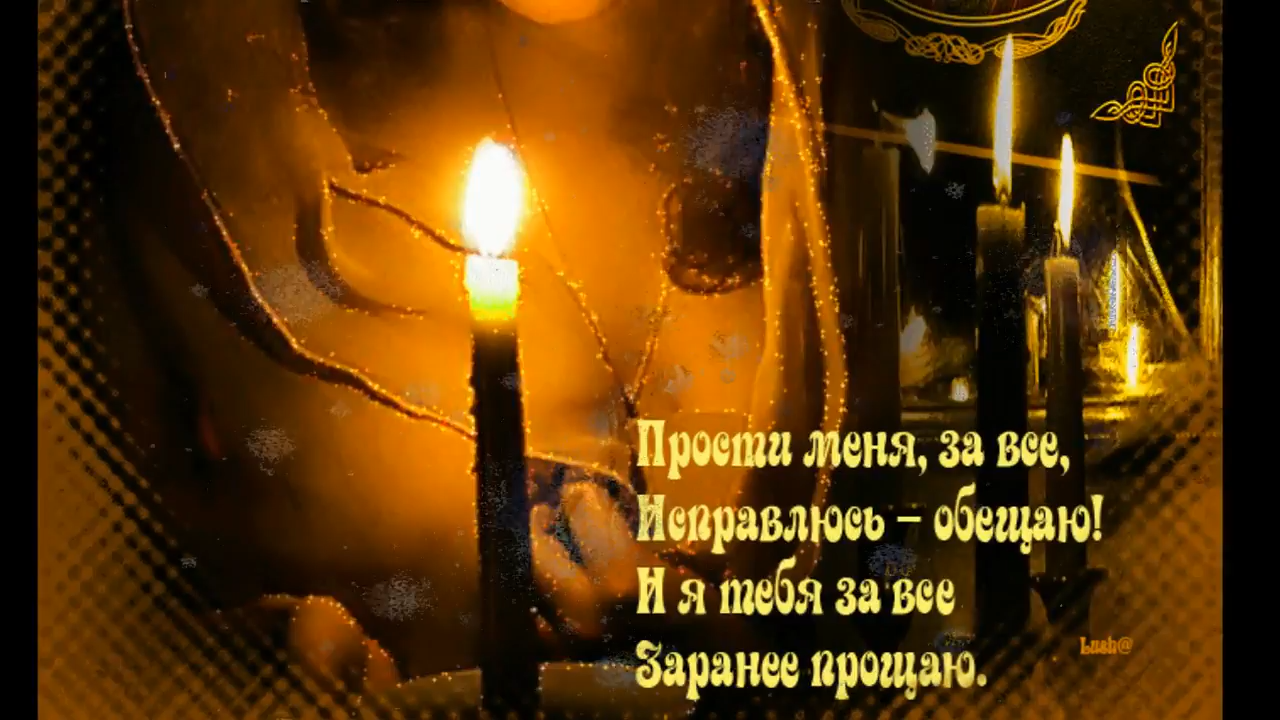 Прости меня, за все,
Исправлюсь – обещаю!
И я тебя за все
Заранее прощаю.
Lush@